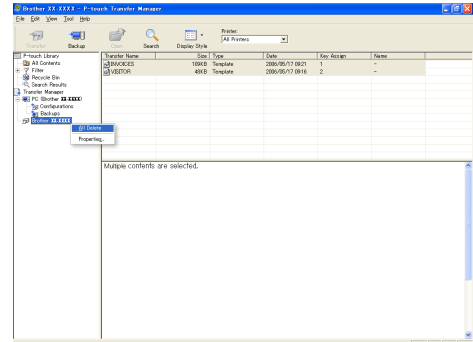 Brother XX-XXXX - P-touch Transfer Manager
File Edit View Tool Help
Transfer Backup Open Search Display Style
Printer:
All Printers
P-touch Library
All Contents
Filter
Recycle Bin
Search Results
Transfer Manager
PC (Brother XX-XXXX)
Configurations
Backups
Brother XX-XXXX
All Delete
Properties...
Transfer Name Size Type Date Key Assign Name
INVOICES 109KB Template 2006/05/17 09:21 1 -
VISITOR 48KB Template 2006/05/17 09:16 2 -
Multiple contents are selected.